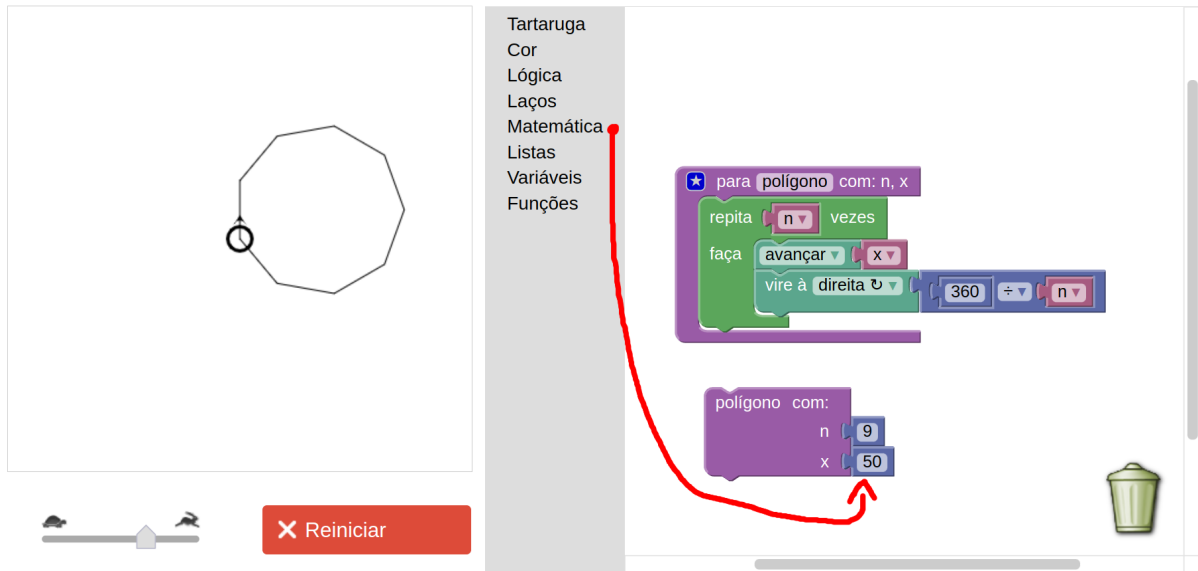 Tartaruga
Cor
Lógica
Laços
Matemática
Listas
Variáveis
Funções
para polígono com: n, x
repita n vezes
faça avançar x
vire à direita ↻ 360 ÷ n
polígono com:
n 9
x 50
Reiniciar